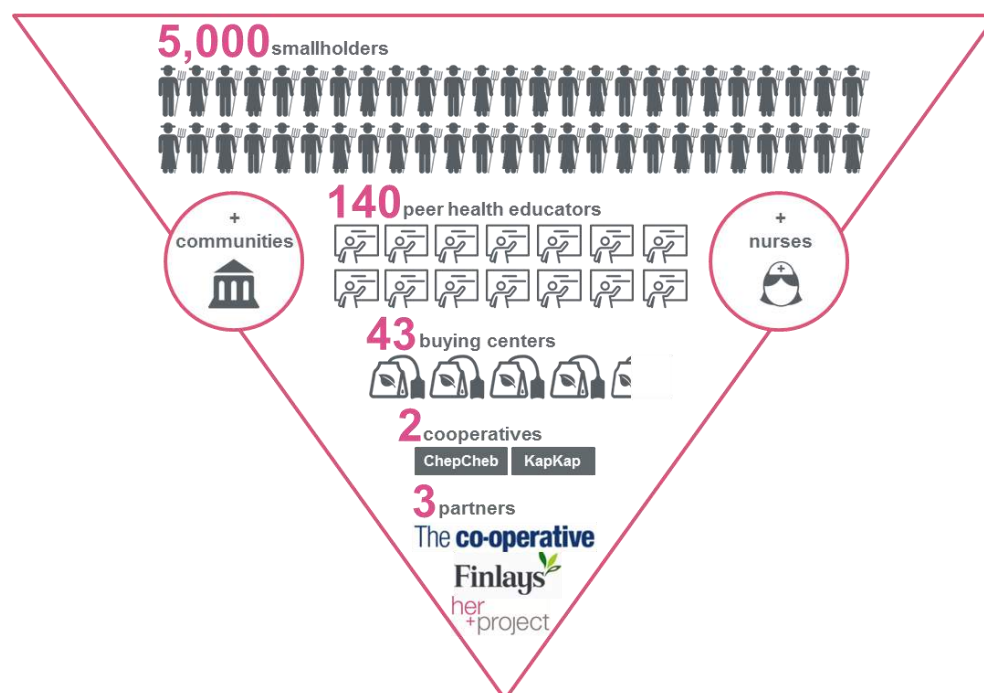 5,000 smallholders
+
communities
140 peer health educators
+
nurses
43 buying centers
2 cooperatives
ChepCheb KapKap
3 partners
The co-operative
Finlays
her
+project